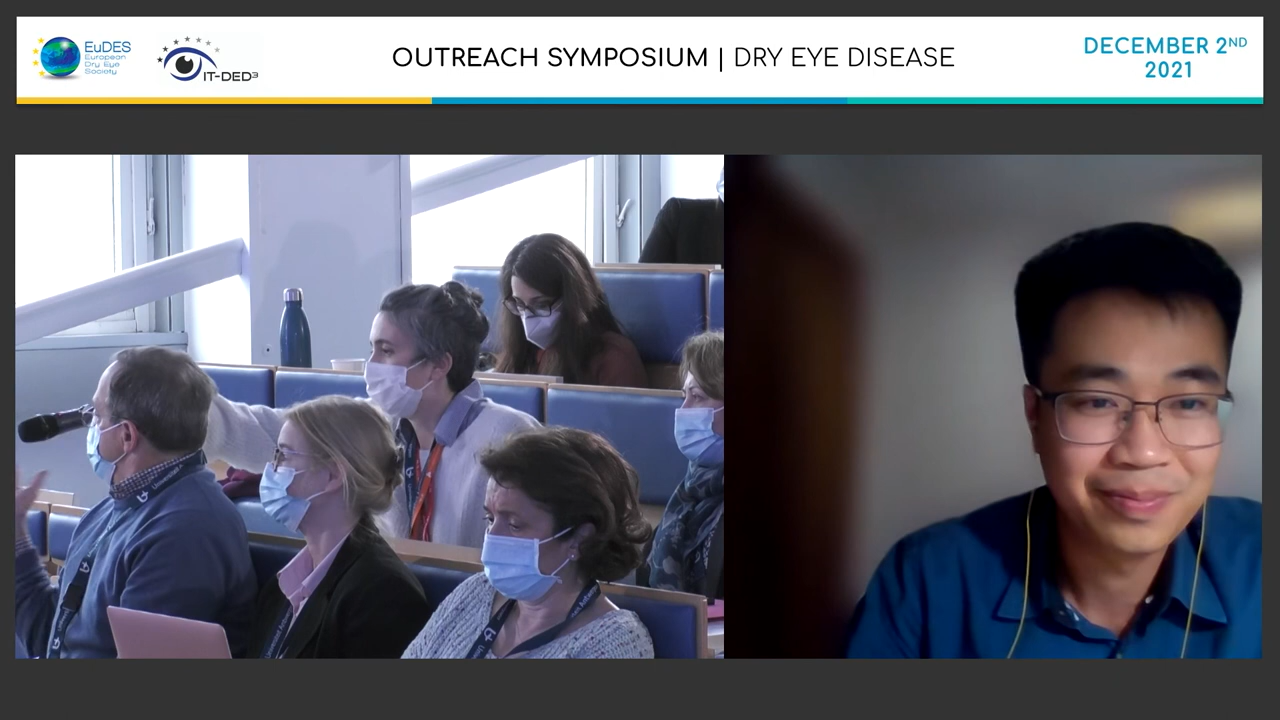 EuDES
European
Dry Eye
Society
IT-DED³
OUTREACH SYMPOSIUM | DRY EYE DISEASE
DECEMBER 2ND
2021